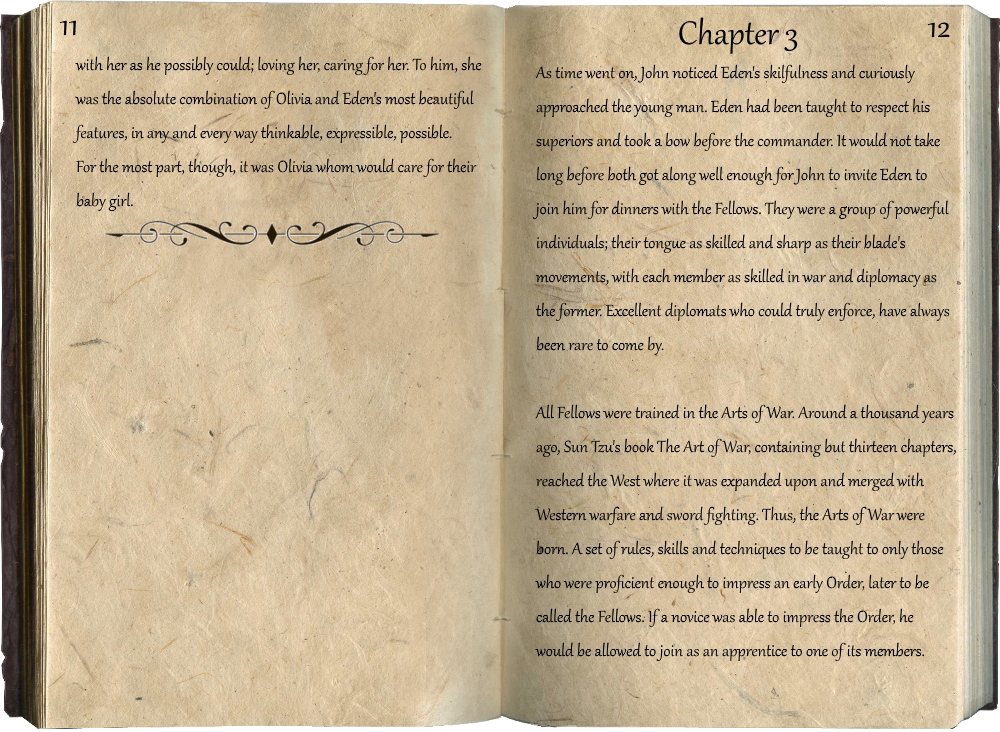 11
with her as he possibly could; loving her, caring for her. To him, she
was the absolute combination of Olivia and Eden's most beautiful
features, in any and every way thinkable, expressible, possible.
For the most part, though, it was Olivia whom would care for their
baby girl.
Chapter 3
12
As time went on, John noticed Eden's skilfulness and curiously
approached the young man. Eden had been taught to respect his
superiors and took a bow before the commander. It would not take
long before both got along well enough for John to invite Eden to
join him for dinners with the Fellows. They were a group of powerful
individuals; their tongue as skilled and sharp as their blade's
movements, with each member as skilled in war and diplomacy as
the former. Excellent diplomats who could truly enforce, have always
been rare to come by.
All Fellows were trained in the Arts of War. Around a thousand years
ago, Sun Tzu's book The Art of War, containing but thirteen chapters,
reached the West where it was expanded upon and merged with
Western warfare and sword fighting. Thus, the Arts of War were
born. A set of rules, skills and techniques to be taught to only those
who were proficient enough to impress an early Order, later to be
called the Fellows. If a novice was able to impress the Order, he
would be allowed to join as an apprentice to one of its members.